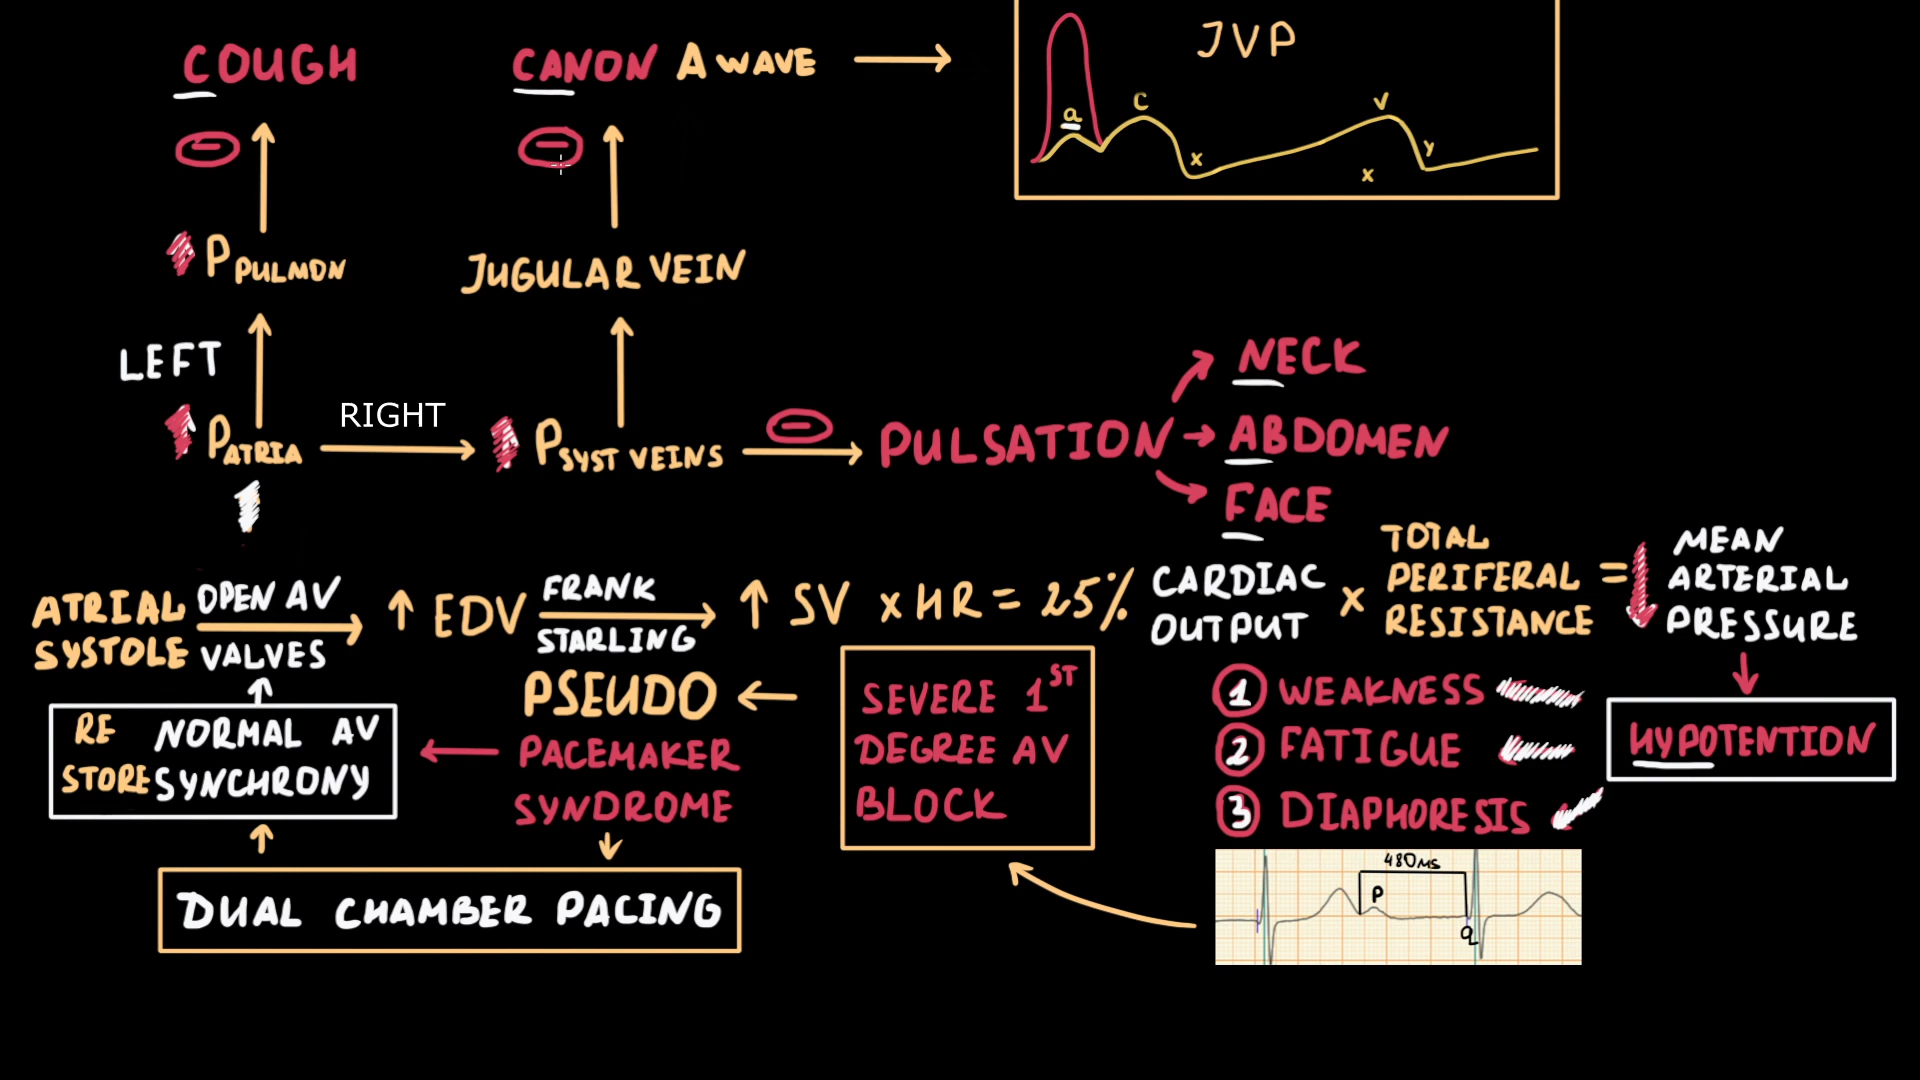 COUGH
CANON A WAVE
JVP
a
C
x
V
x
y
P PULMON
JUGULAR VEIN
LEFT
RIGHT
P ATRIA
P SYST VEINS
PULSATION
NECK
ABDOMEN
FACE
ATRIAL
SYSTOLE
OPEN AV
VALVES
↑ EDV
FRANK
STARLING
↑ SV x HR = 25%
CARDIAC
OUTPUT
x
TOTAL
PERIFERAL
RESISTANCE
=
MEAN
ARTERIAL
PRESSURE
RE
STORE
NORMAL AV
SYNCHRONY
PSEUDO
PACEMAKER
SYNDROME
SEVERE 1ST
DEGREE AV
BLOCK
1 WEAKNESS
2 FATIGUE
3 DIAPHORESIS
HYPOTENTION
DUAL CHAMBER PACING
480ms
P
q